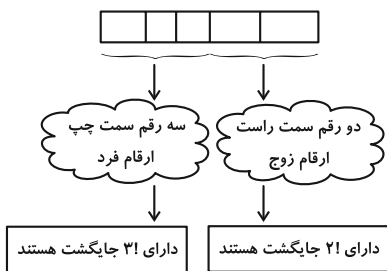 دو رقم سمت راست
ارقام زوج
سه رقم سمت چپ
ارقام فرد
دارای !۲ جایگشت هستند
دارای !۳ جایگشت هستند